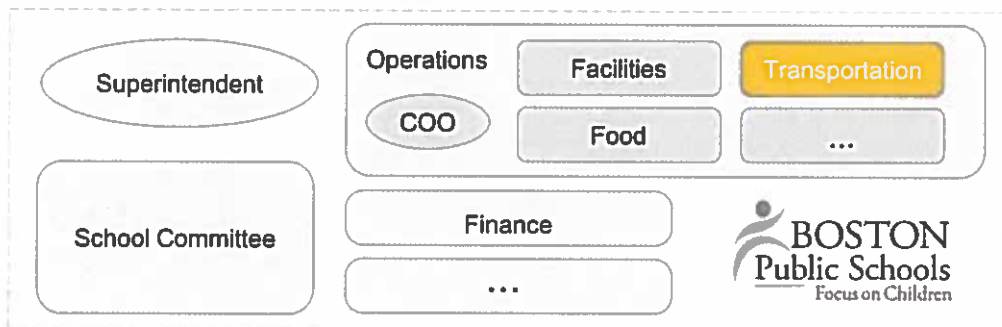 Superintendent
Operations
COO
Facilities
Transportation
Food
...
School Committee
Finance
...
BOSTON
Public Schools
Focus on Children